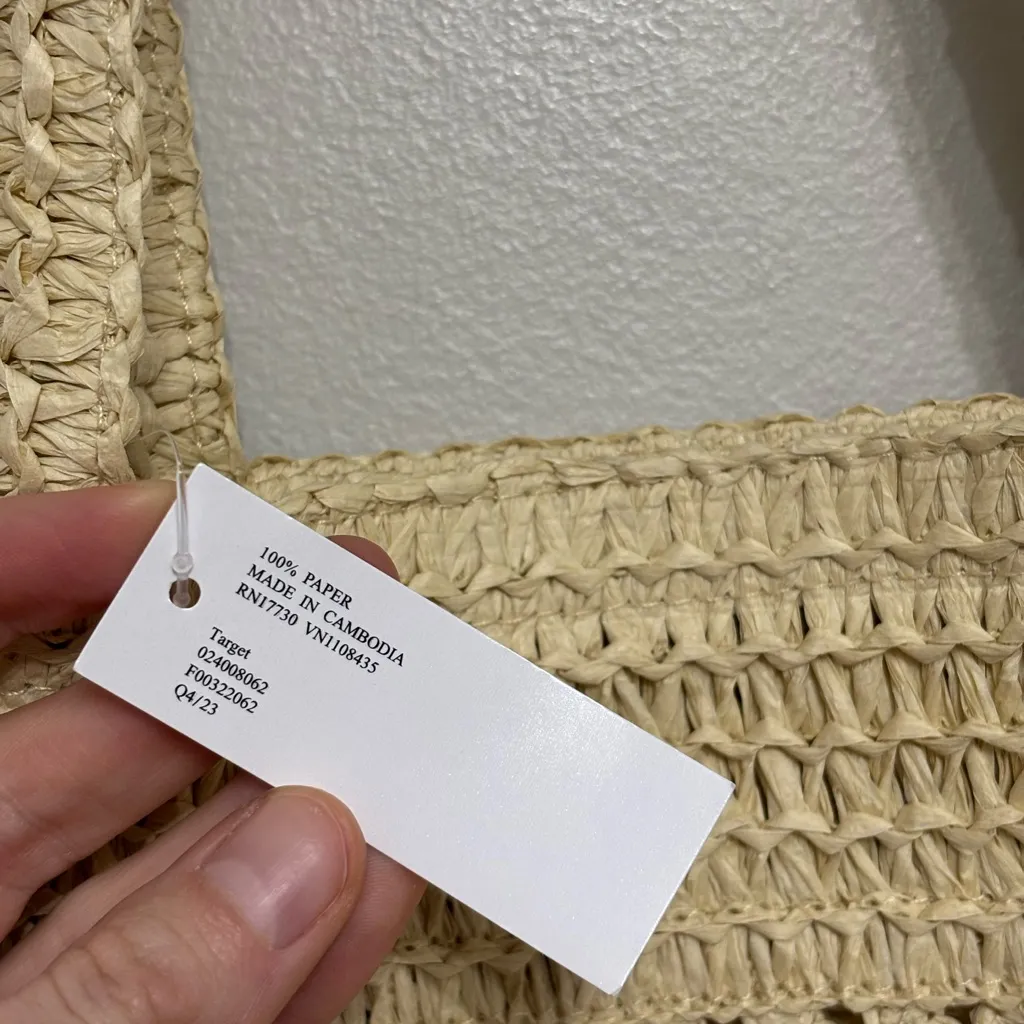 100% PAPER
MADE IN CAMBODIA
RN17730 VN1108435
Target
024008062
F00322062
Q4/23